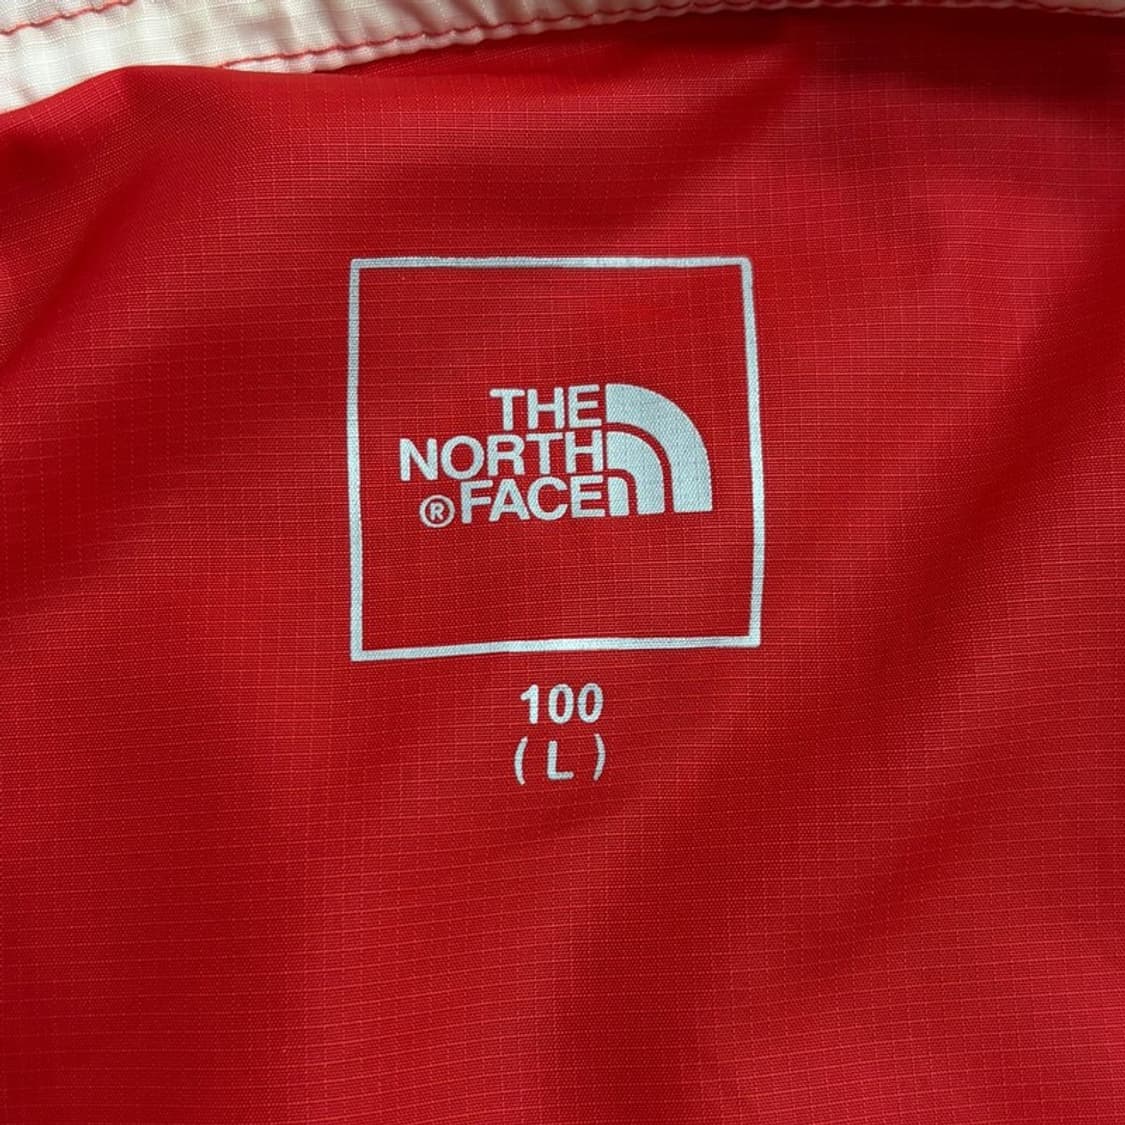 THE
NORTH
®FACE
100
( L )